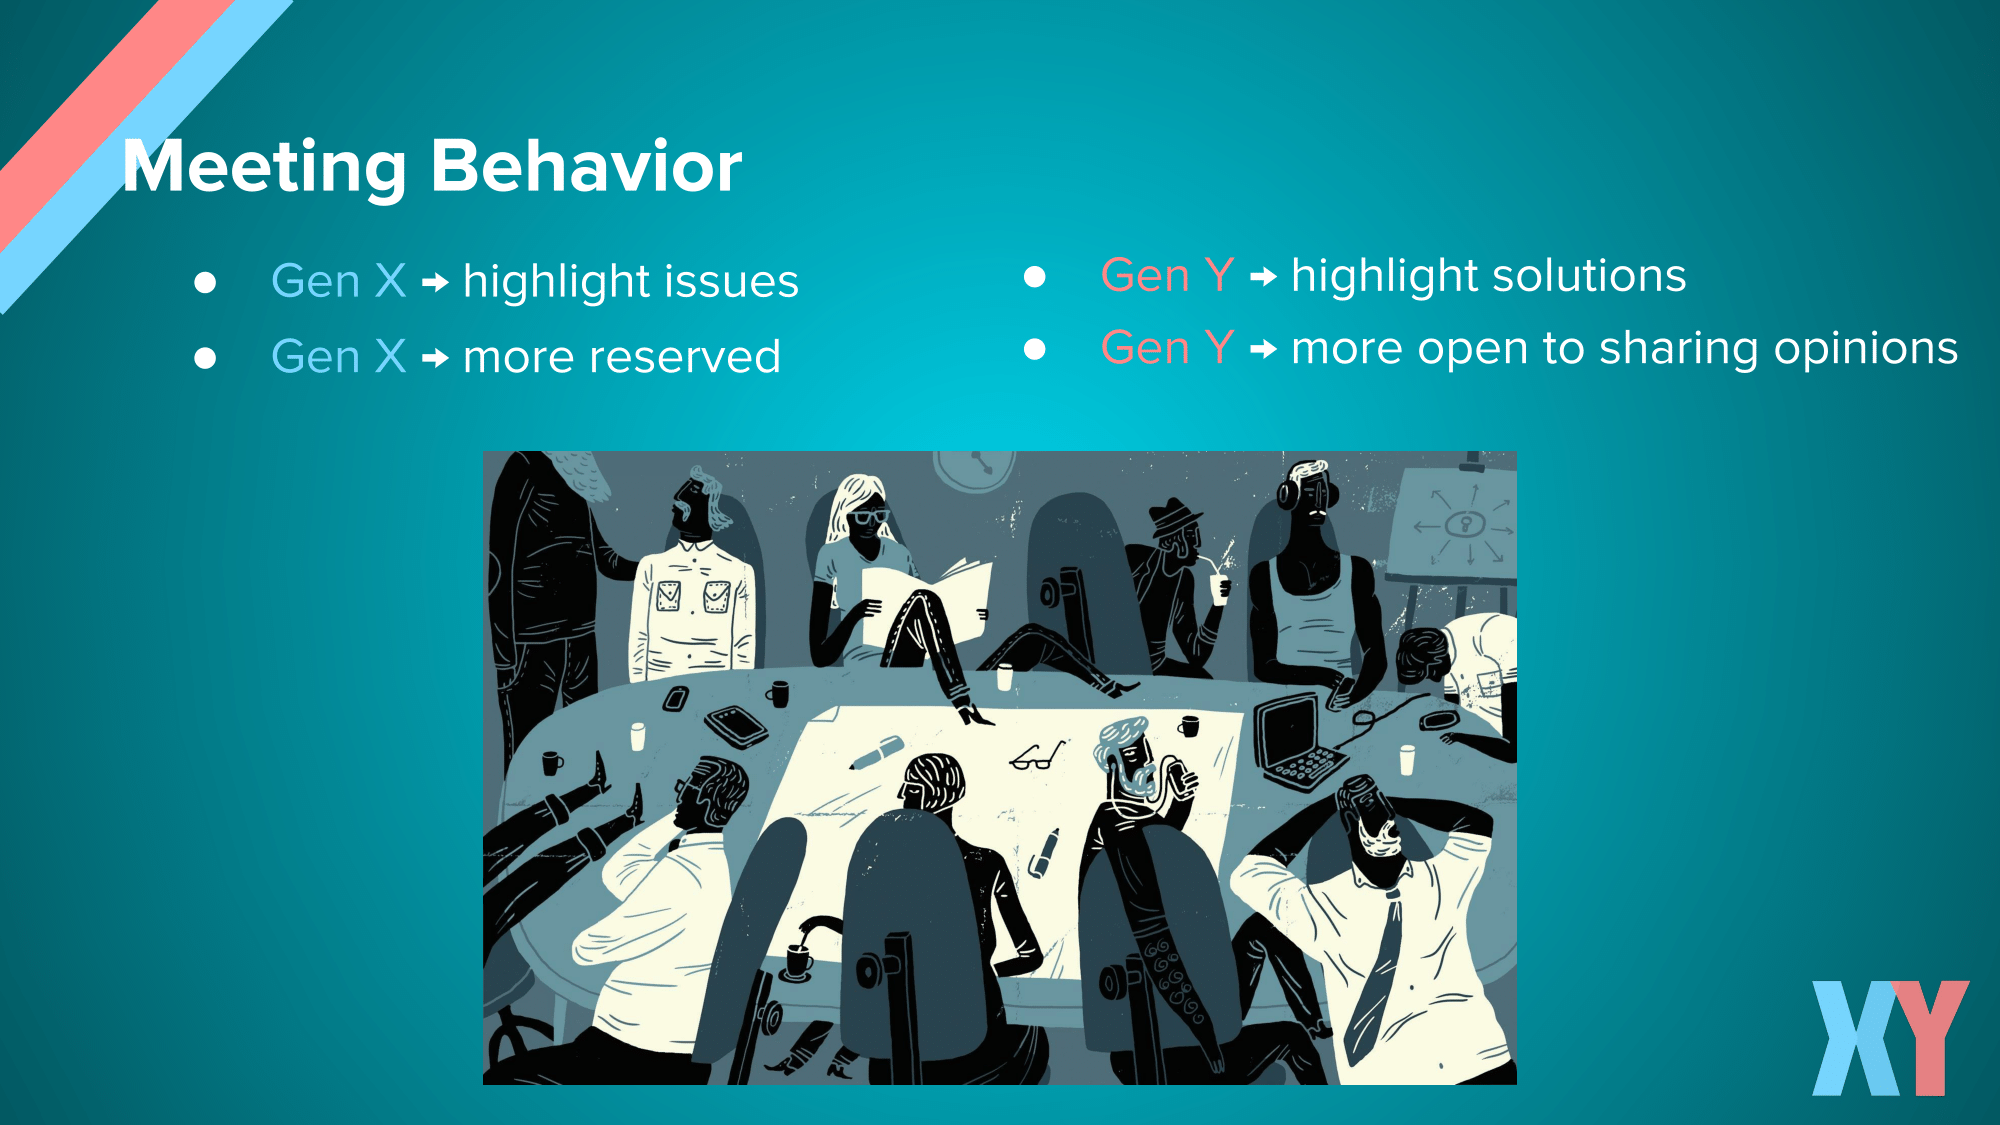 Meeting Behavior
● Gen X → highlight issues
● Gen X → more reserved
● Gen Y → highlight solutions
● Gen Y → more open to sharing opinions
XY